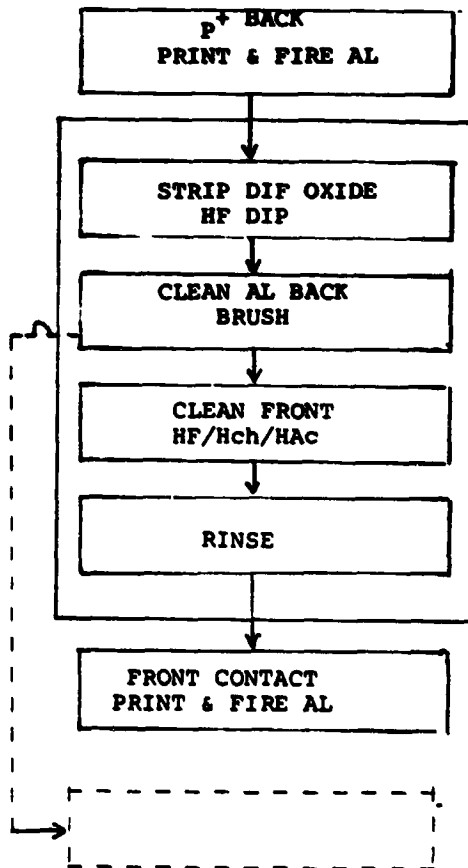 P+ BACK
PRINT & FIRE AL
STRIP DIF OXIDE
HF DIP
CLEAN AL BACK
BRUSH
CLEAN FRONT
HF/Hch/HAc
RINSE
FRONT CONTACT
PRINT & FIRE AL